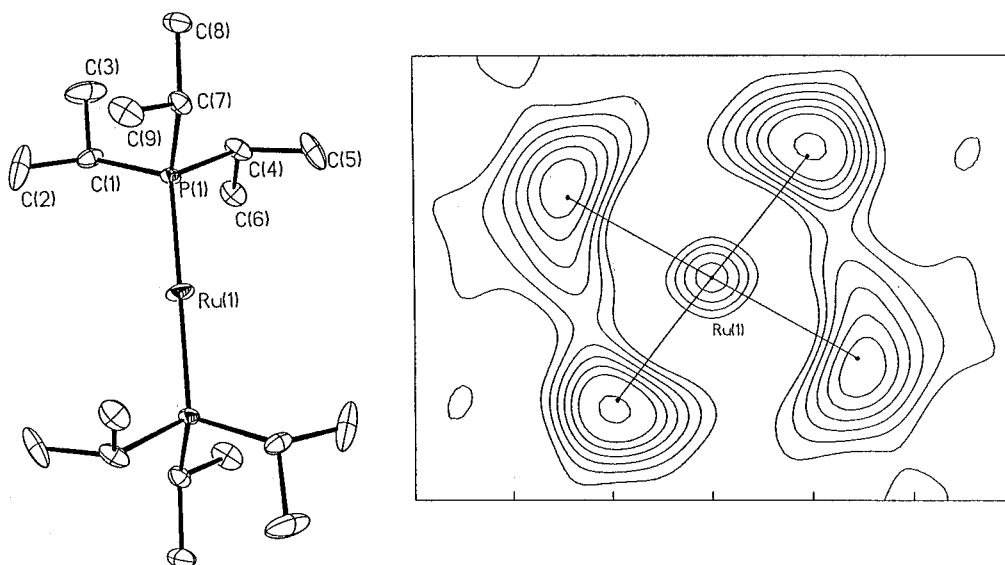 C(8)
C(3)
C(7)
C(9)
C(4)
C(5)
C(2)
C(1)
P(1)
C(6)
Ru(1)
Ru(1)